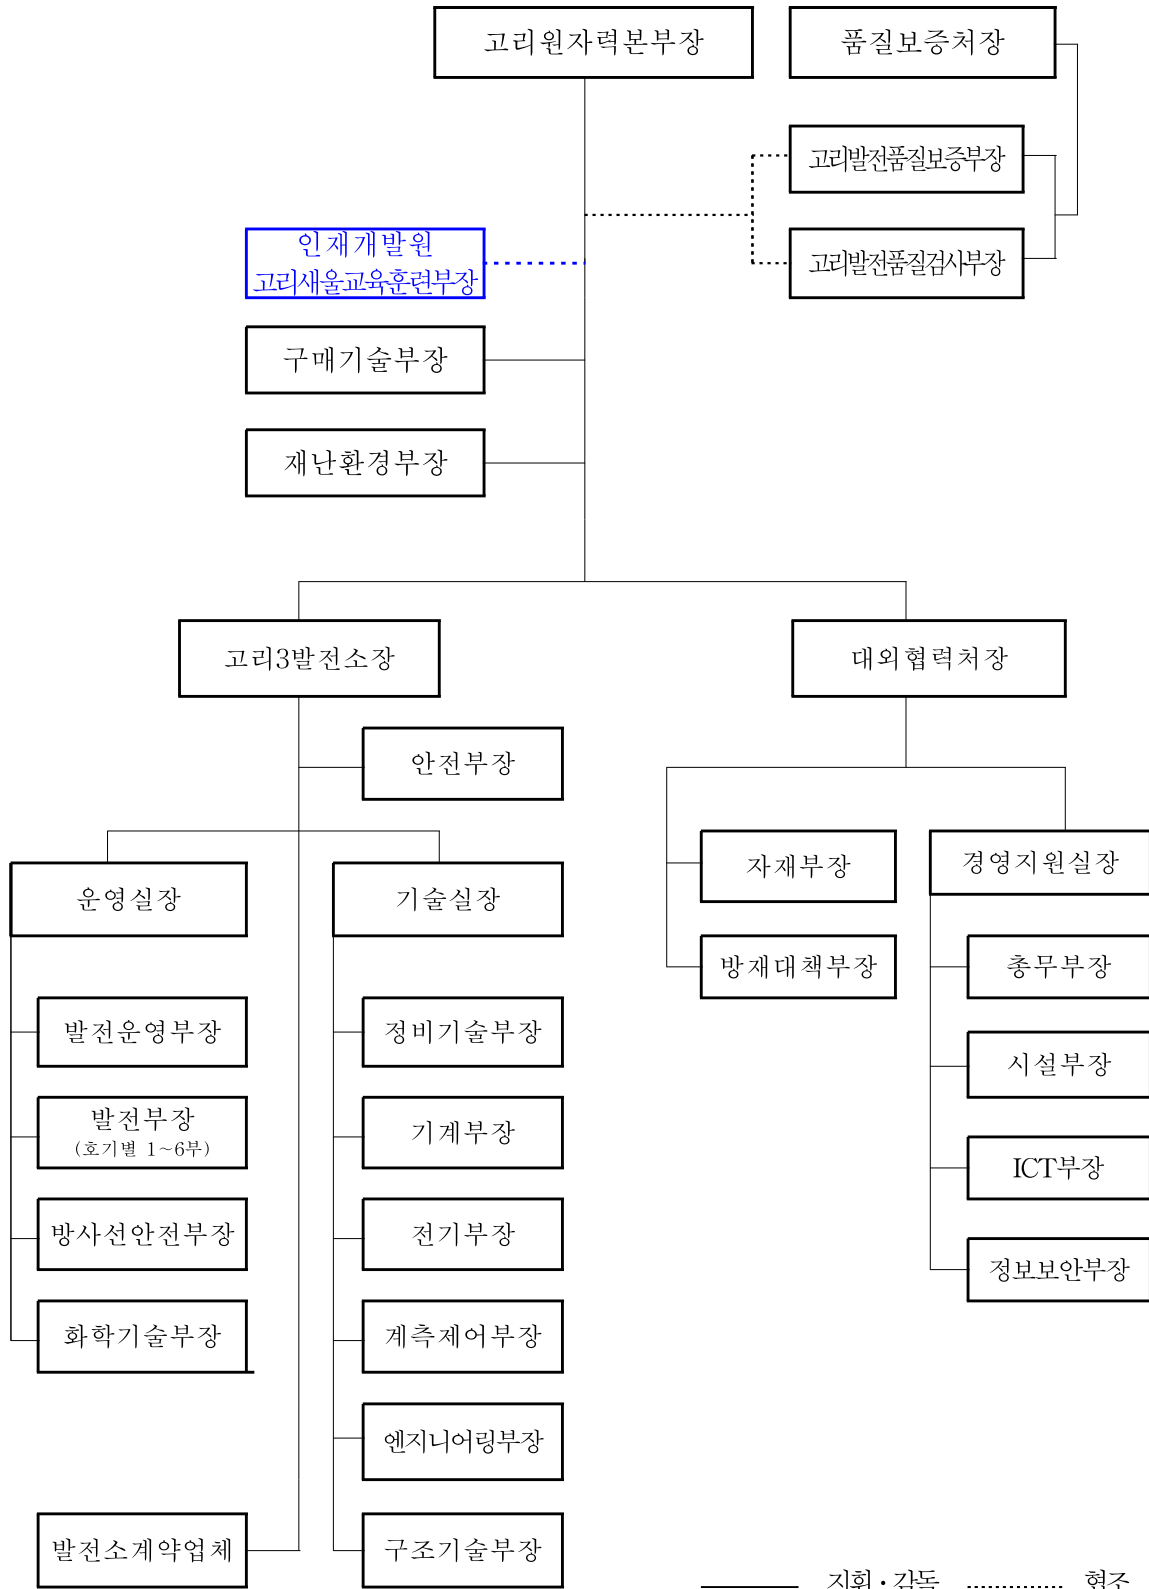 고리원자력본부장
품질보증처장
고리발전품질보증부장
고리발전품질검사부장
인재개발원
고리새울교육훈련부장
구매기술부장
재난환경부장
고리3발전소장
대외협력처장
안전부장
운영실장
기술실장
자재부장
경영지원실장
방재대책부장
총무부장
발전운영부장
정비기술부장
시설부장
발전부장
(호기별 1~6부)
기계부장
ICT부장
방사선안전부장
전기부장
정보보안부장
화학기술부장
계측제어부장
엔지니어링부장
발전소계약업체
구조기술부장
지휘·감독
협조